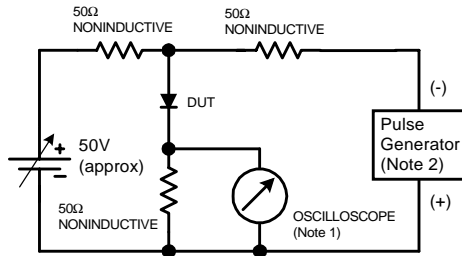 50Ω
NONINDUCTIVE
50Ω
NONINDUCTIVE
(-)
DUT
+
50V
(approx)
-
Pulse
Generator
(Note 2)
50Ω
NONINDUCTIVE
(+)
OSCILLOSCOPE
(Note 1)